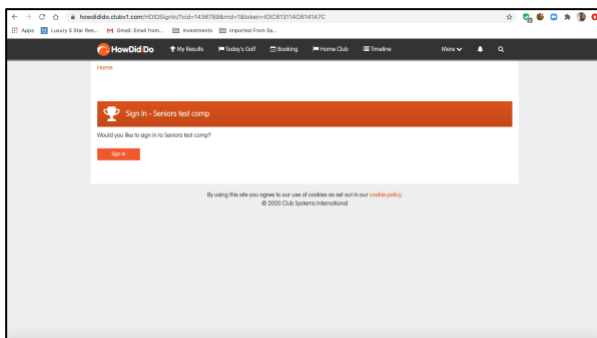 howdidido.clubv1.com/HDIDSignIn/?cid=1436789&rnd=1&token=
Apps Luxury 5 Star Res... Gmail: Email from... Investments Imported From Sa...
HowDidiDo My Results Today's Golf Booking Home Club Timeline More
Home
Sign In - Seniors test comp
Would you like to sign in to Seniors test comp?
Sign in
By using this site you agree to our use of cookies as set out in our cookie policy
© 2020 Club Systems International